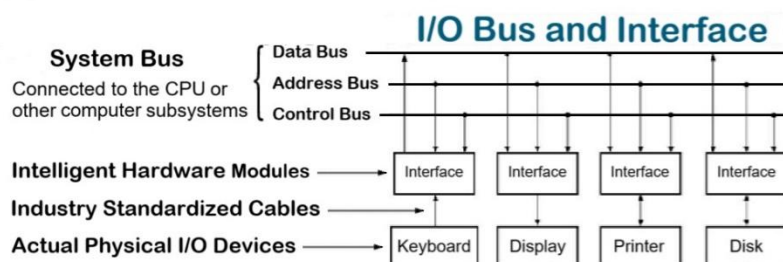 I/O Bus and Interface
System Bus
Connected to the CPU or
other computer subsystems
Data Bus
Address Bus
Control Bus
Intelligent Hardware Modules
Interface
Interface
Interface
Interface
Industry Standardized Cables
Actual Physical I/O Devices
Keyboard
Display
Printer
Disk